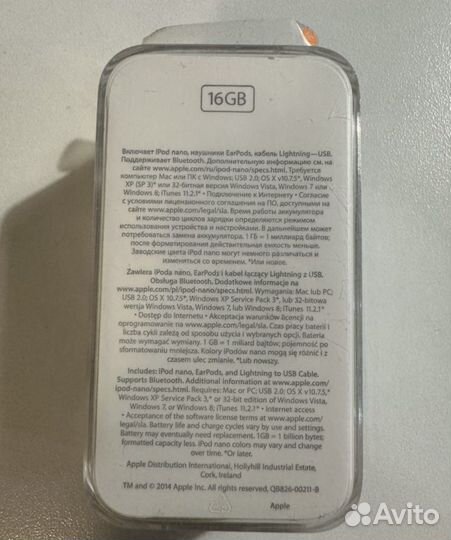 16GB
Включает iPod nano, наушники EarPods, кабель Lightning—USB.
Поддерживает Bluetooth. Дополнительную информацию см. на
сайте www.apple.com/ru/ipod-nano/specs.html. Требуется
компьютер Mac или ПК с Windows; USB 2.0; OS X v10.7.5*, Windows
XP (SP 3)* или 32-битная версия Windows Vista, Windows 7 или
Windows 8; iTunes 11.2.1* • Подключение к Интернету • Согласие
с условиями лицензионного соглашения на ПО, доступными на
сайте www.apple.com/legal/sla. Время работы аккумулятора
и количество циклов зарядки определяются режимом
использования устройства и настройками. В дальнейшем может
потребоваться замена аккумулятора. 1 ГБ = 1 миллиард байтов;
после форматирования действительная емкость меньше.
Заводские цвета iPod nano могут немного различаться и
изменяться со временем. *Или новее.
Zawiera iPoda nano, EarPods i kabel łączący Lightning z USB.
Obsługa Bluetooth. Dodatkowe informacje na
www.apple.com/pl/ipod-nano/specs.html. Wymagania: Mac lub PC;
USB 2.0; OS X 10.7.5*, Windows XP Service Pack 3*, lub 32-bitowa
wersja Windows Vista, Windows 7, lub Windows 8; iTunes 11.2.1*
• Dostęp do Internetu • Akceptacja warunków licencji na
oprogramowanie na www.apple.com/legal/sla. Czas pracy baterii i
liczba cykli zależą od sposobu użycia i wybranych opcji. Bateria
może wymagać wymiany. 1 GB = 1 miliard bajtów; pojemność po
sformatowaniu mniejsza. Kolory iPodów nano mogą się różnić i z
czasem ulec zmianie. *Lub nowszy.
Includes: iPod nano, EarPods, and Lightning to USB Cable.
Supports Bluetooth. Additional information at www.apple.com/
ipod-nano/specs.html. Requires: Mac or PC; USB 2.0; OS X v10.7.5*,
Windows XP Service Pack 3,* or 32-bit edition of Windows Vista,
Windows 7, or Windows 8; iTunes 11.2.1* • Internet access
• Acceptance of the software license terms at www.apple.com/
legal/sla. Battery life and charge cycles vary by use and settings.
Battery may eventually need replacement. 1GB = 1 billion bytes;
formatted capacity less. iPod nano colors may vary and change
over time. *Or later.
Apple Distribution International, Hollyhill Industrial Estate,
Cork, Ireland
TM and © 2014 Apple Inc. All rights reserved. QB826-00211-B
Apple
Avito